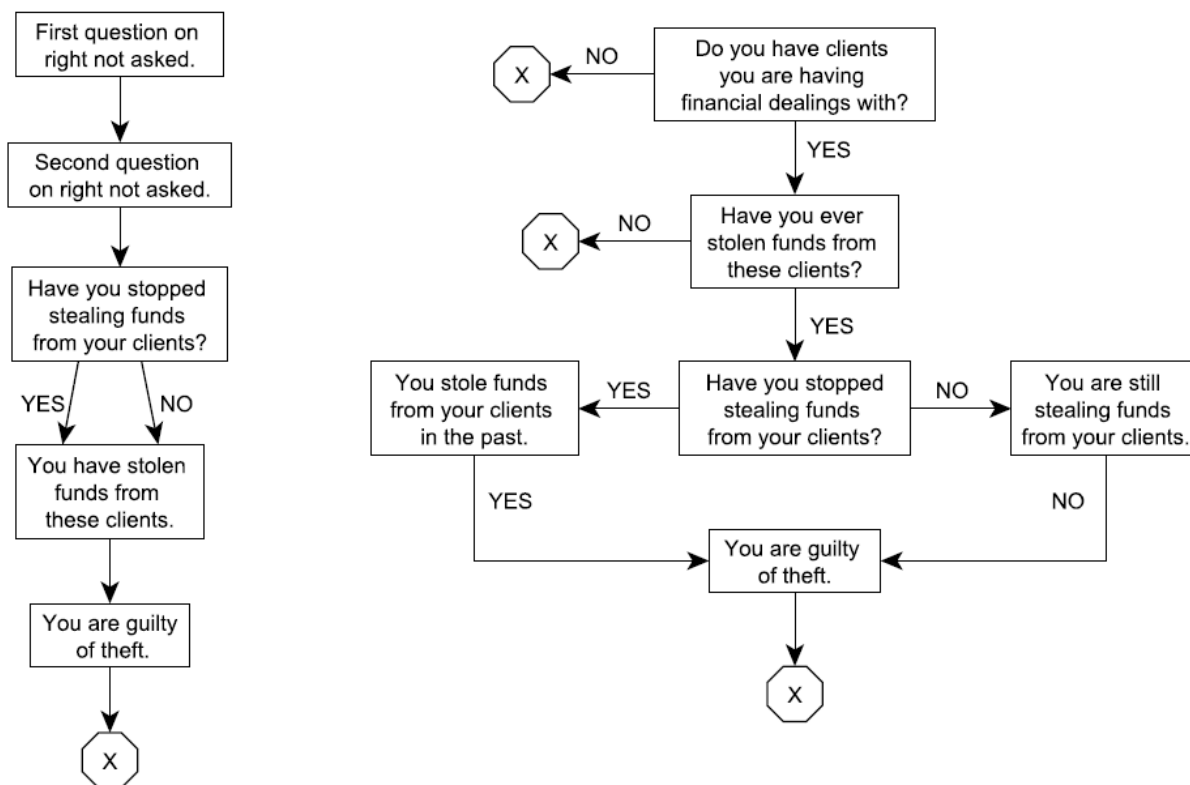 First question on
right not asked.
Second question
on right not asked.
Have you stopped
stealing funds
from your clients?
YES
NO
You have stolen
funds from
these clients.
You are guilty
of theft.
X
Do you have clients
you are having
financial dealings with?
NO
X
YES
Have you ever
stolen funds from
these clients?
NO
X
YES
Have you stopped
stealing funds
from your clients?
YES
You stole funds
from your clients
in the past.
NO
You are still
stealing funds
from your clients.
YES
NO
You are guilty
of theft.
X